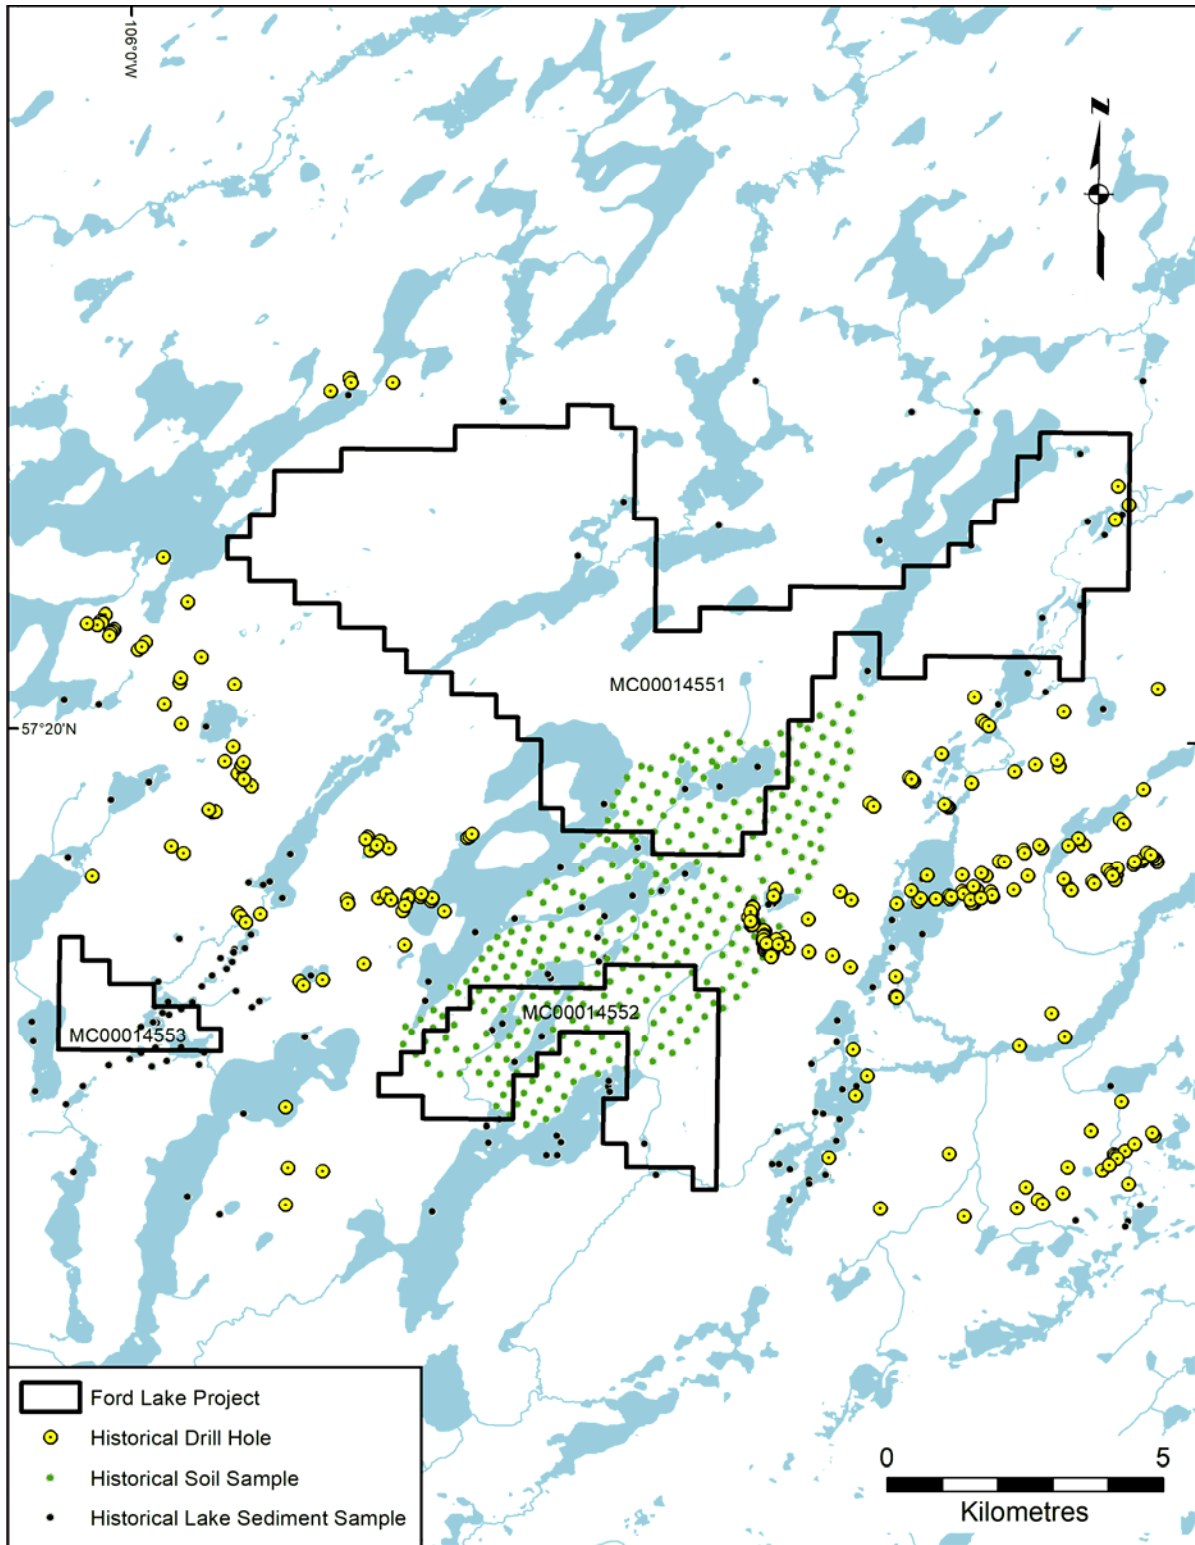 106°0'W
N
MC00014551
57°20'N
MC00014552
MC00014553
Ford Lake Project
Historical Drill Hole
Historical Soil Sample
Historical Lake Sediment Sample
0 5
Kilometres